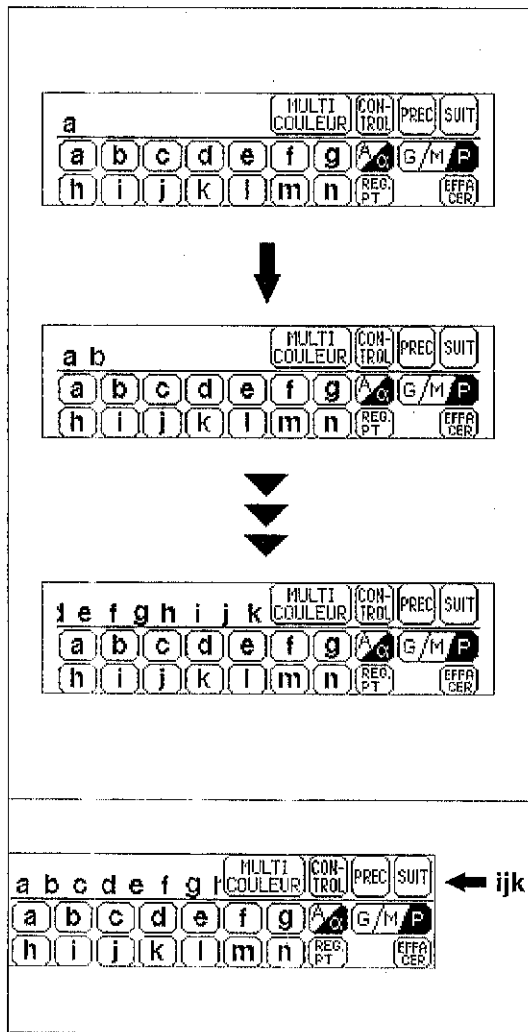 MULTI CON- PREC SUIT
a COULEUR TROL
a b c d e f g A α G/M/P
h i j k l m n REG. PT EFFA CER
MULTI CON- PREC SUIT
a b COULEUR TROL
a b c d e f g A α G/M/P
h i j k l m n REG. PT EFFA CER
MULTI CON- PREC SUIT
d e f g h i j k COULEUR TROL
a b c d e f g A α G/M/P
h i j k l m n REG. PT EFFA CER
MULTI CON- PREC SUIT
a b c d e f g h COULEUR TROL ijk
a b c d e f g A α G/M/P
h i j k l m n REG. PT EFFA CER